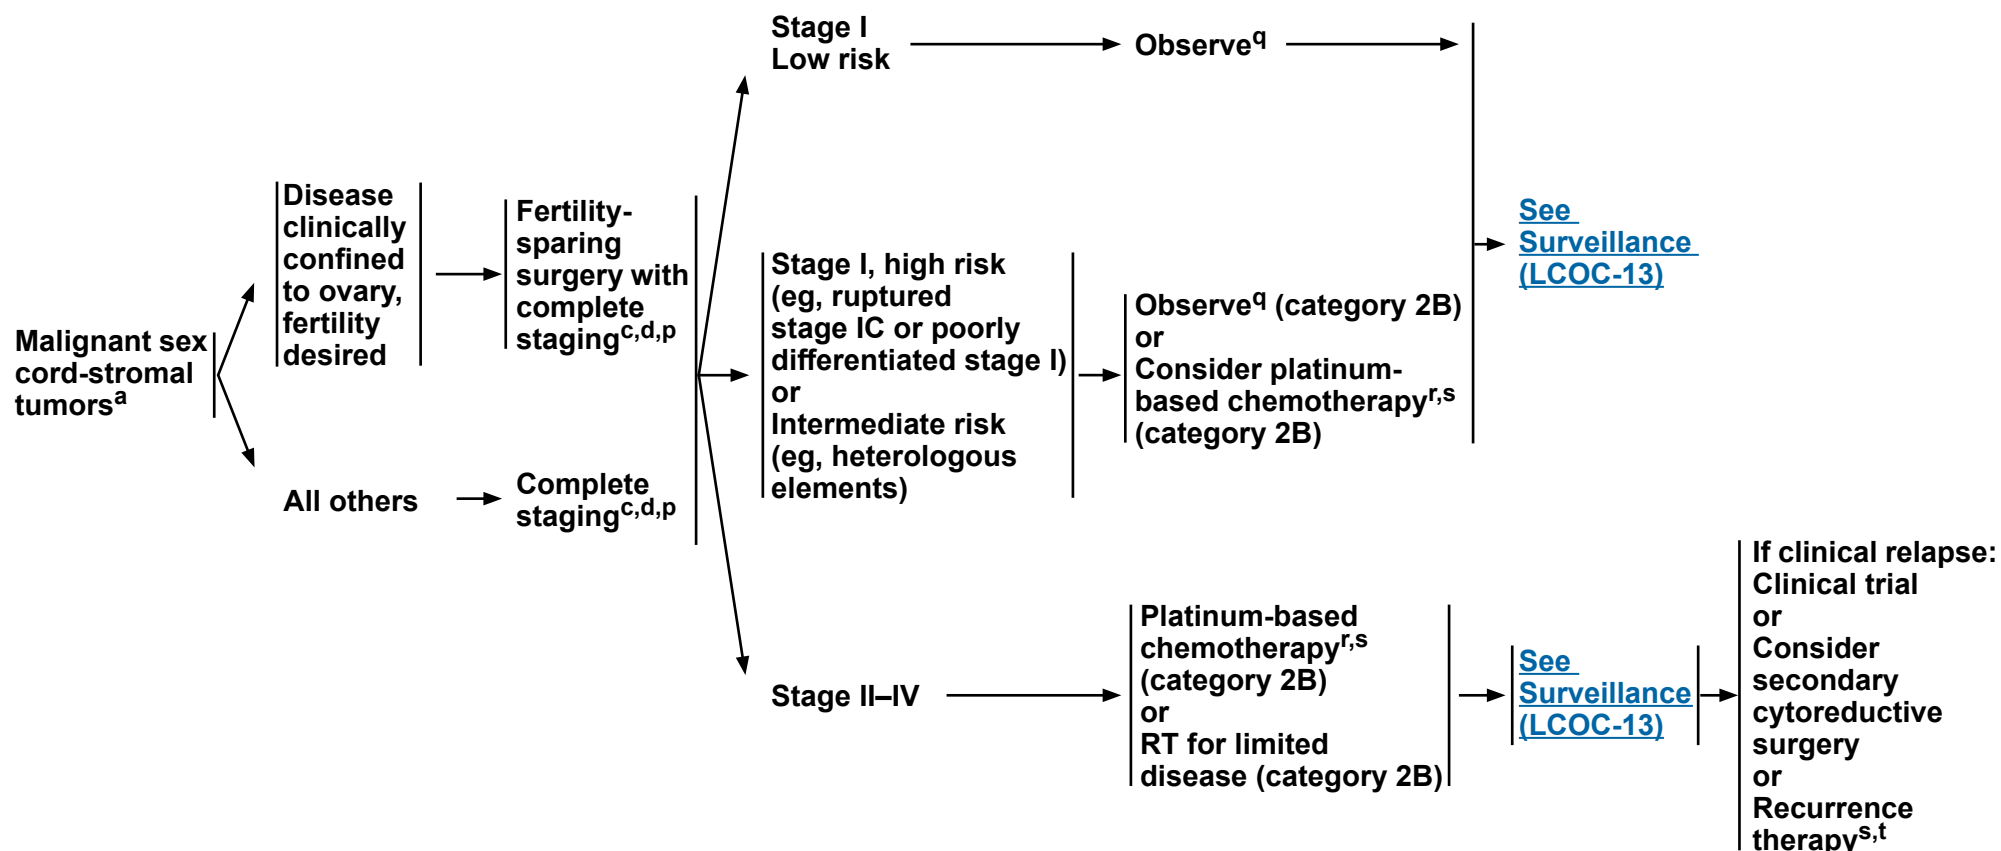 Malignant sex
cord-stromal
tumorsa
Disease
clinically
confined
to ovary,
fertility
desired
All others
Fertility-
sparing
surgery with
complete
stagingc,d,p
Complete
stagingc,d,p
Stage I
Low risk
Stage I, high risk
(eg, ruptured
stage IC or poorly
differentiated stage I)
or
Intermediate risk
(eg, heterologous
elements)
Stage II–IV
Observeq
Observeq (category 2B)
or
Consider platinum-
based chemotherapyr,s
(category 2B)
Platinum-based
chemotherapyr,s
(category 2B)
or
RT for limited
disease (category 2B)
See
Surveillance
(LCOC-13)
See
Surveillance
(LCOC-13)
If clinical relapse:
Clinical trial
or
Consider
secondary
cytoreductive
surgery
or
Recurrence
therapys,t